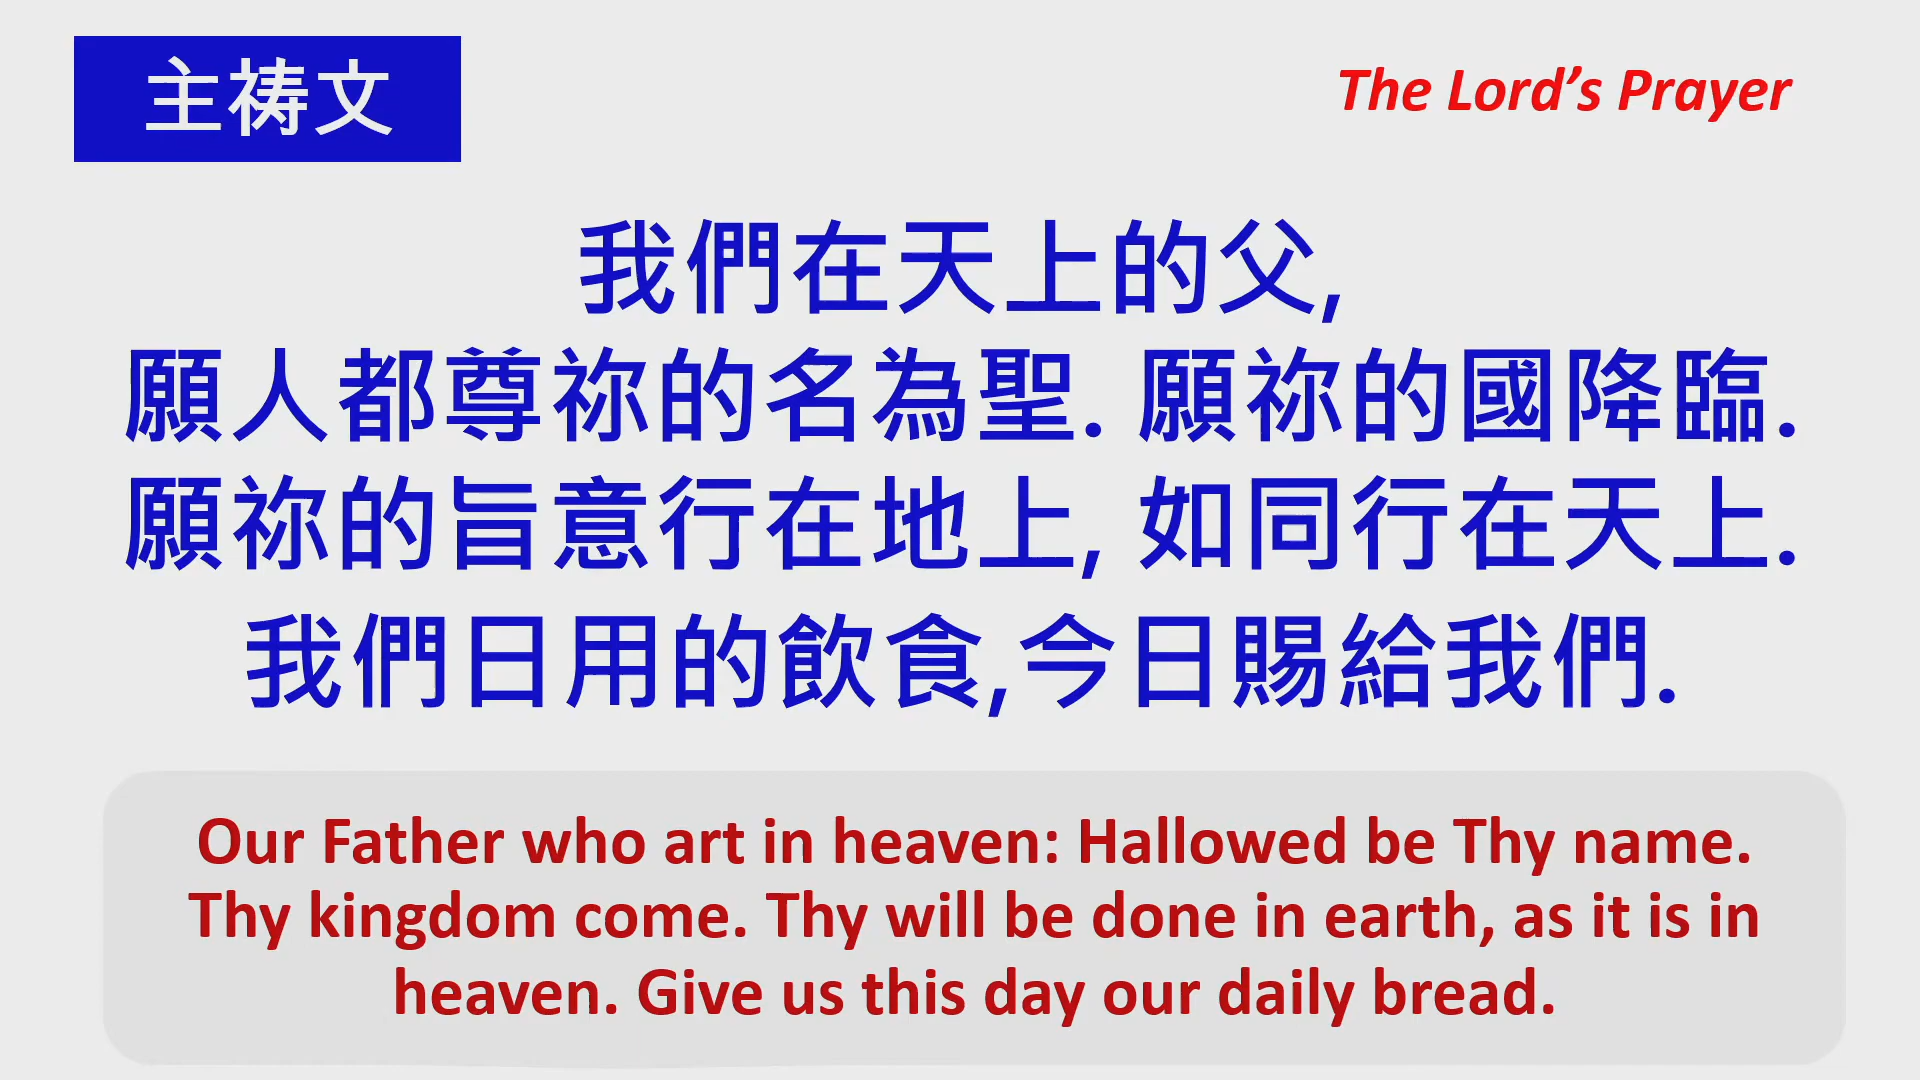 主祷文
The Lord’s Prayer
我們在天上的父,
願人都尊祢的名為聖. 願祢的國降臨.
願祢的旨意行在地上, 如同行在天上.
我們日用的飲食,今日賜給我們.
Our Father who art in heaven: Hallowed be Thy name.
Thy kingdom come. Thy will be done in earth, as it is in
heaven. Give us this day our daily bread.